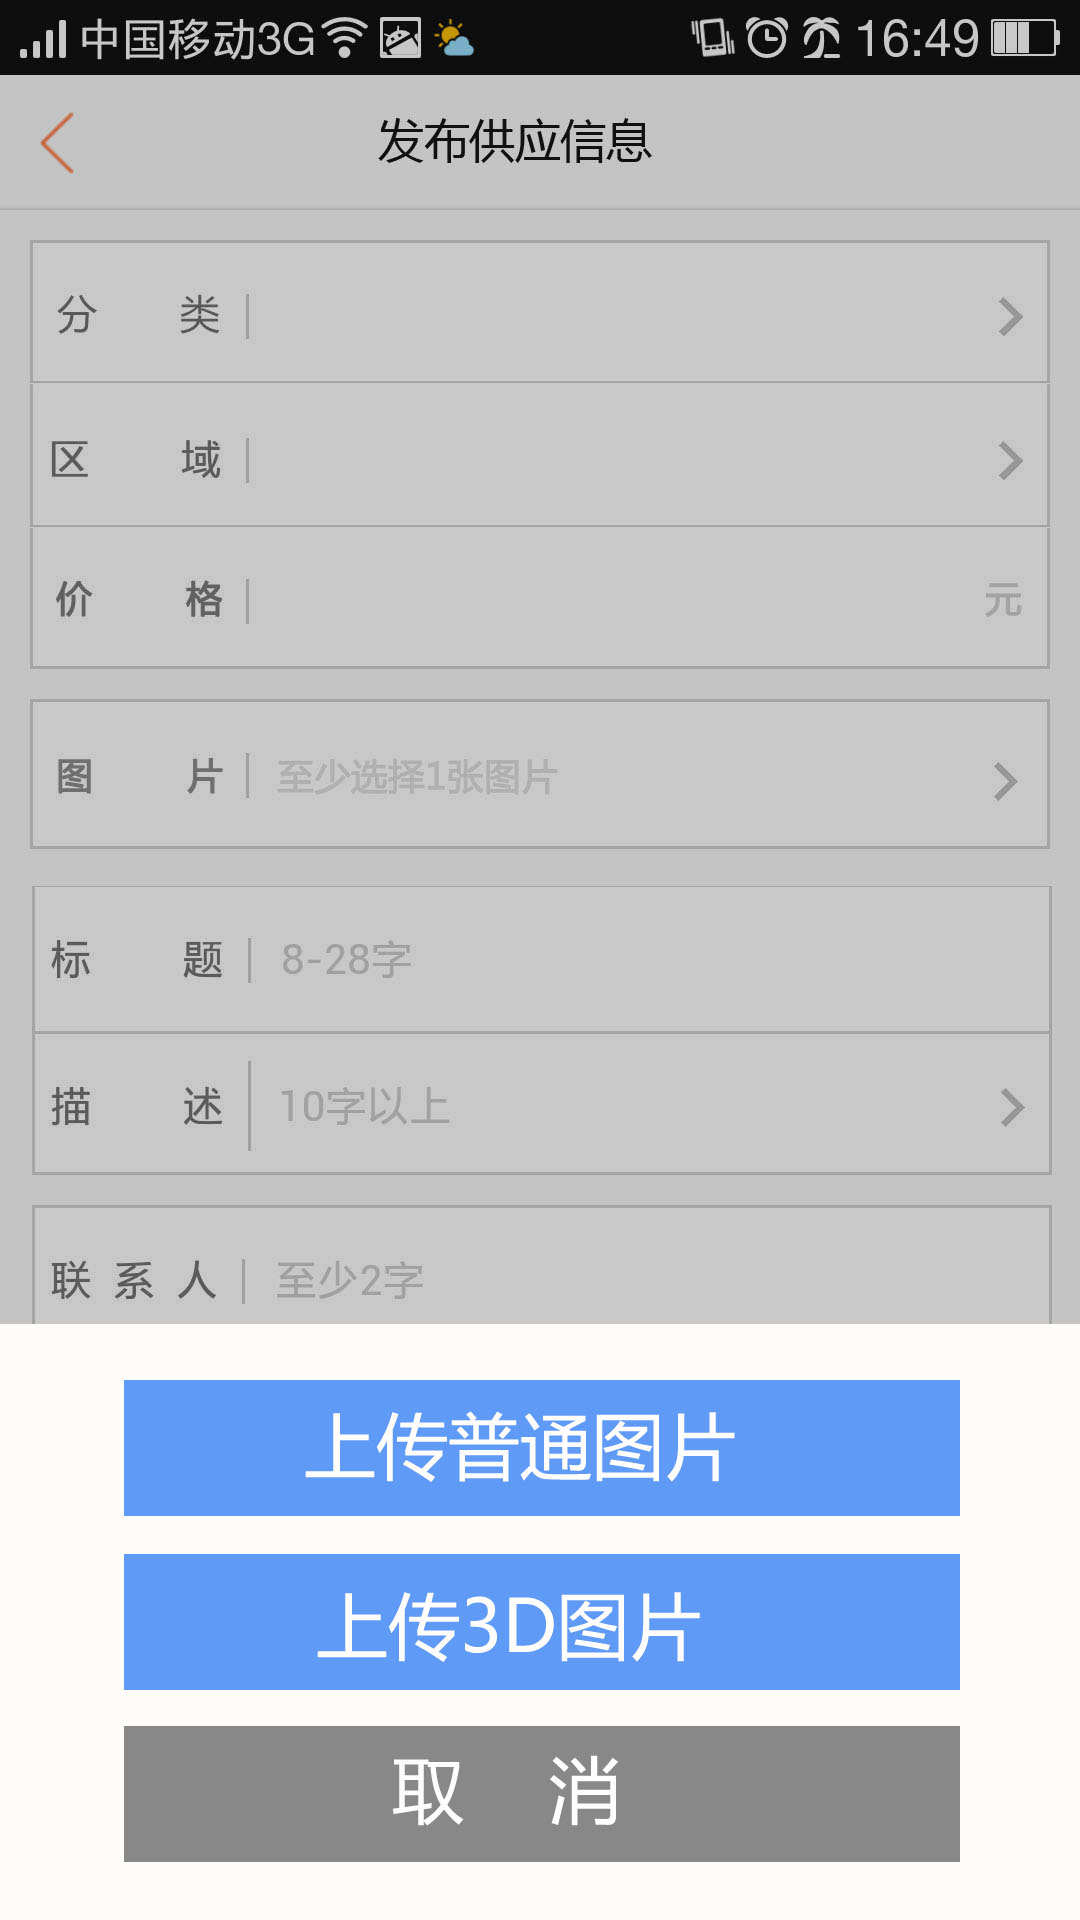 中国移动3G 16:49
发布供应信息
分 类
区 域
价 格 元
图 片 至少选择1张图片
标 题 8-28字
描 述 10字以上
联 系 人 至少2字
上传普通图片
上传3D图片
取 消